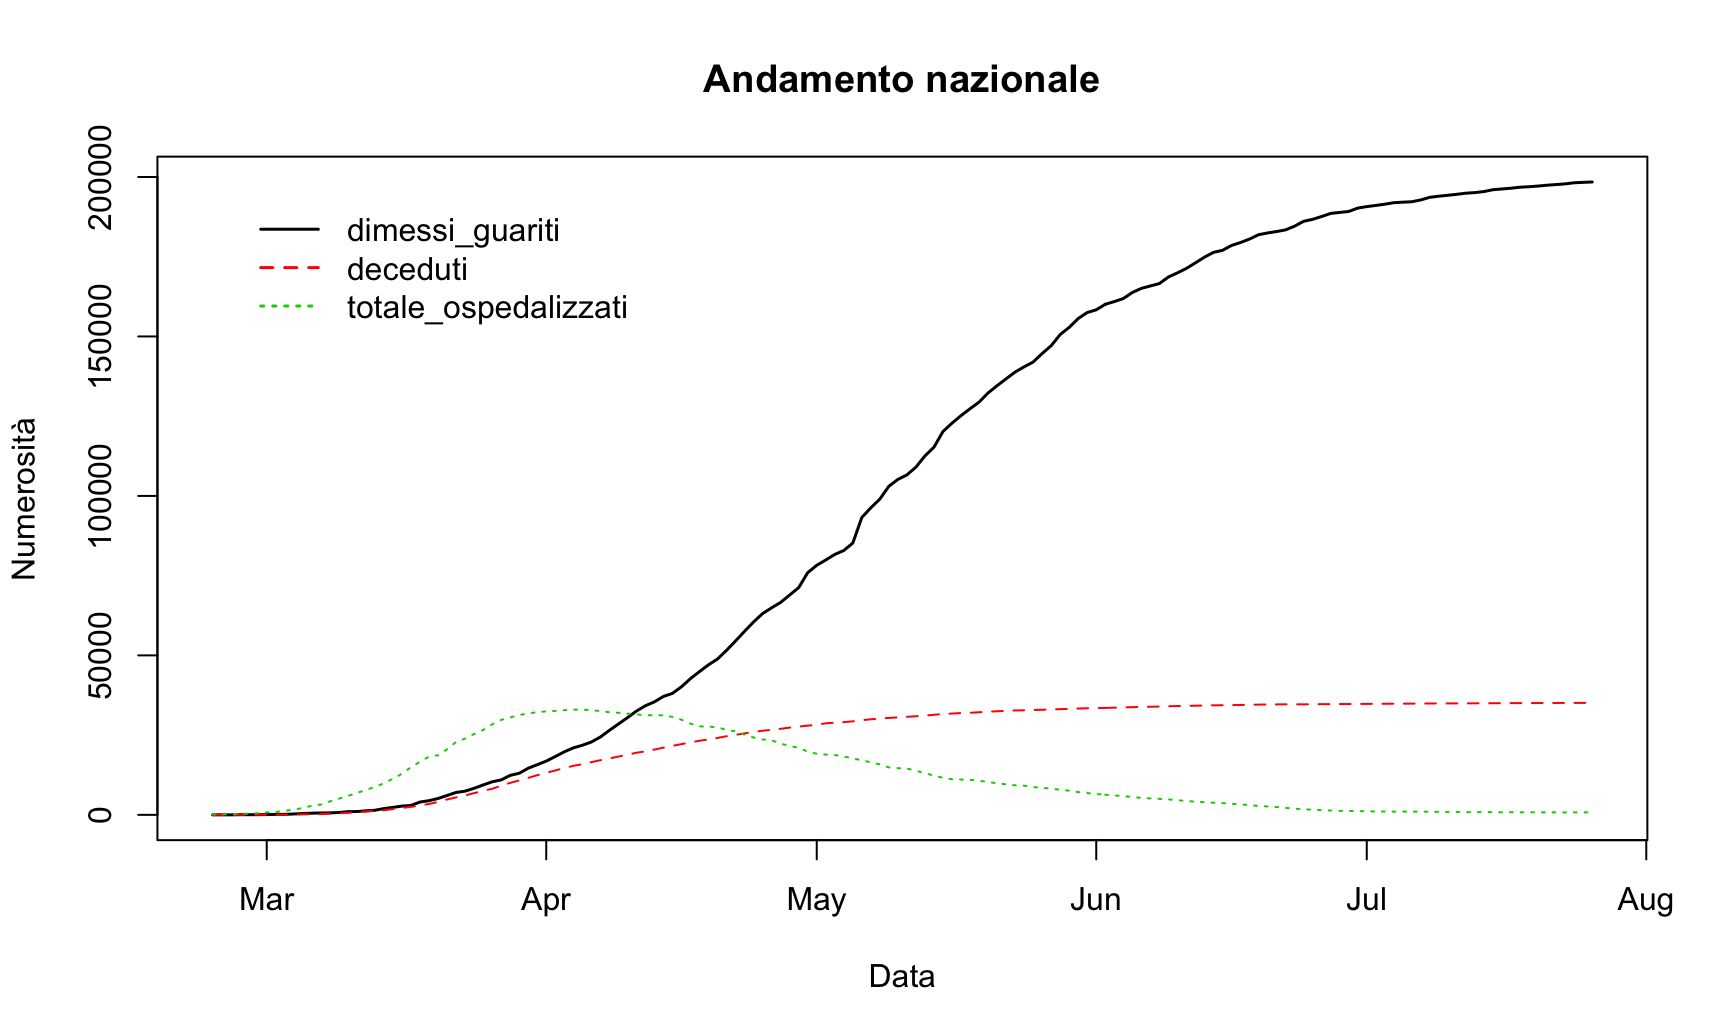 Andamento nazionale
dimessi_guariti
deceduti
totale_ospedalizzati
Numerosità
200000
150000
100000
50000
0
Mar Apr May Jun Jul Aug
Data